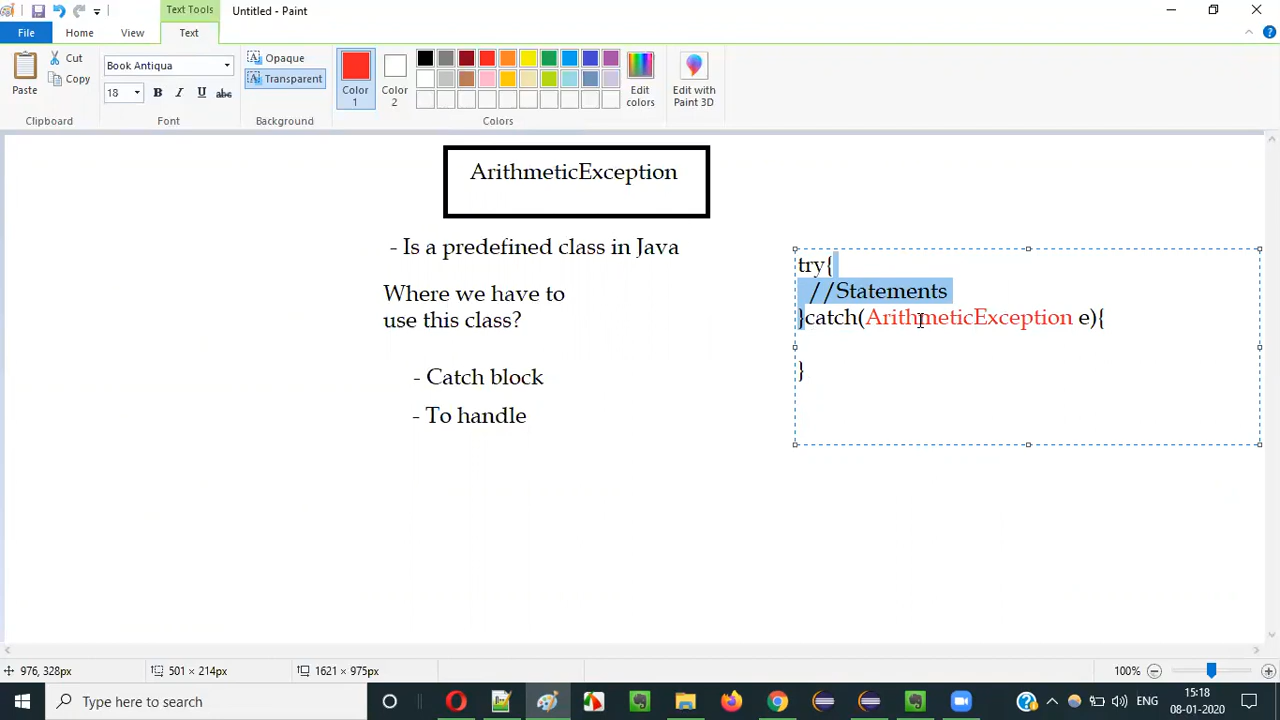 Text Tools
Untitled - Paint
File
Home
View
Text
Paste
Cut
Copy
Clipboard
Book Antiqua
18
B I U abc
Font
Opaque
Transparent
Background
Color 1
Color 2
Edit colors
Colors
Edit with Paint 3D
ArithmeticException
- Is a predefined class in Java
Where we have to
use this class?
- Catch block
- To handle
try{
//Statements
}catch(ArithmeticException e){
}
976, 328px
501 × 214px
1621 × 975px
100%
Type here to search
ENG
15:18
08-01-2020